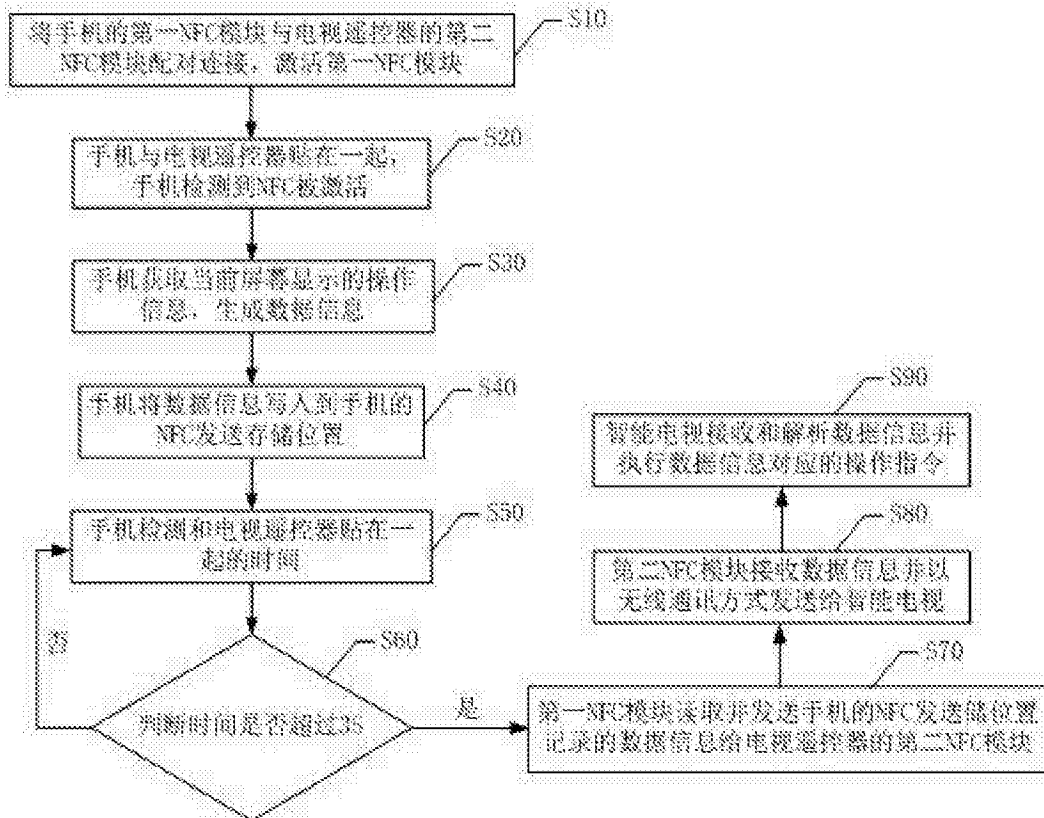 将手机的第一NFC模块与电视遥控器的第二
NFC模块配对连接，激活第一NFC模块
S10
手机与电视遥控器贴在一起，
手机检测到NFC被激活
S20
手机获取当前屏幕显示的操作
信息，生成数据信息
S30
手机将数据信息写入到手机的
NFC发送存储位置
S40
手机检测和电视遥控器贴在一
起的时间
S50
判断时间是否超过3S
S60
否
是
第一NFC模块读取并发送手机的NFC发送储位置
记录的数据信息给电视遥控器的第二NFC模块
S70
第二NFC模块接收数据信息并以
无线通讯方式发送给智能电视
S80
智能电视接收和解析数据信息并
执行数据信息对应的操作指令
S90